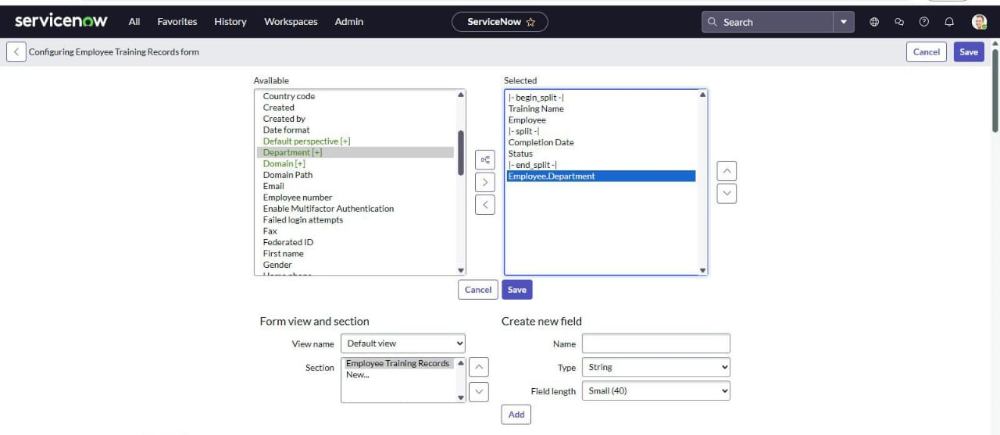 servicenow All Favorites History Workspaces Admin ServiceNow Search
Configuring Employee Training Records form Cancel Save
Available
Country code
Created
Created by
Date format
Default perspective [+]
Department [+]
Domain [+]
Domain Path
Email
Employee number
Enable Multifactor Authentication
Failed login attempts
Fax
Federated ID
First name
Gender
Selected
|- begin_split -|
Training Name
Employee
|- split -|
Completion Date
Status
|- end_split -|
Employee.Department
Cancel Save
Form view and section
View name Default view
Section Employee Training Records
New...
Create new field
Name
Type String
Field length Small (40)
Add